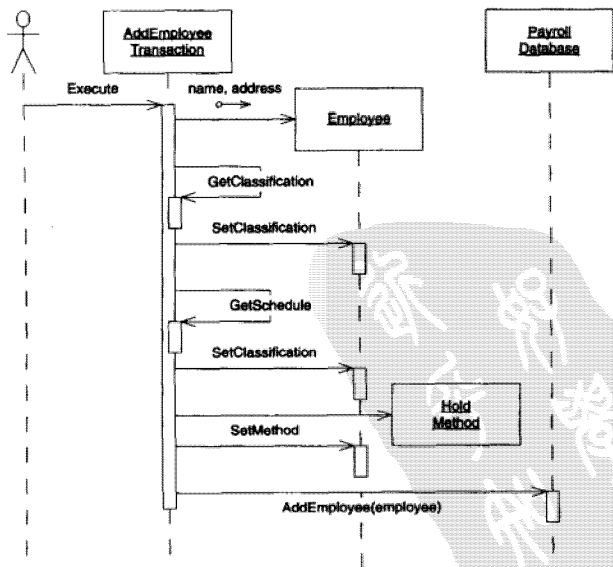 AddEmployee
Transaction
Payroll
Database
Execute
name, address
Employee
GetClassification
SetClassification
GetSchedule
SetClassification
Hold
Method
SetMethod
AddEmployee(employee)